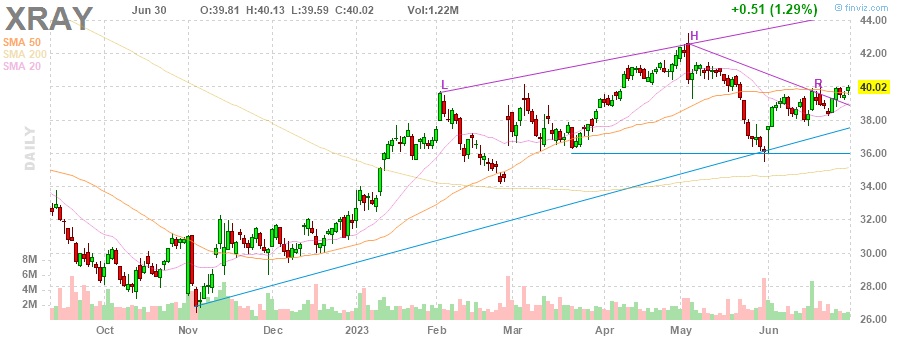 XRAY Jun 30 O:39.81 H:40.13 L:39.59 C:40.02 Vol:1.22M +0.51 (1.29%) © finviz.com
SMA 50
SMA 200
SMA 20
DAILY
L
H
R
44.00
42.00
40.02
38.00
36.00
34.00
32.00
30.00
28.00
26.00
8M
6M
4M
2M
Oct Nov Dec 2023 Feb Mar Apr May Jun